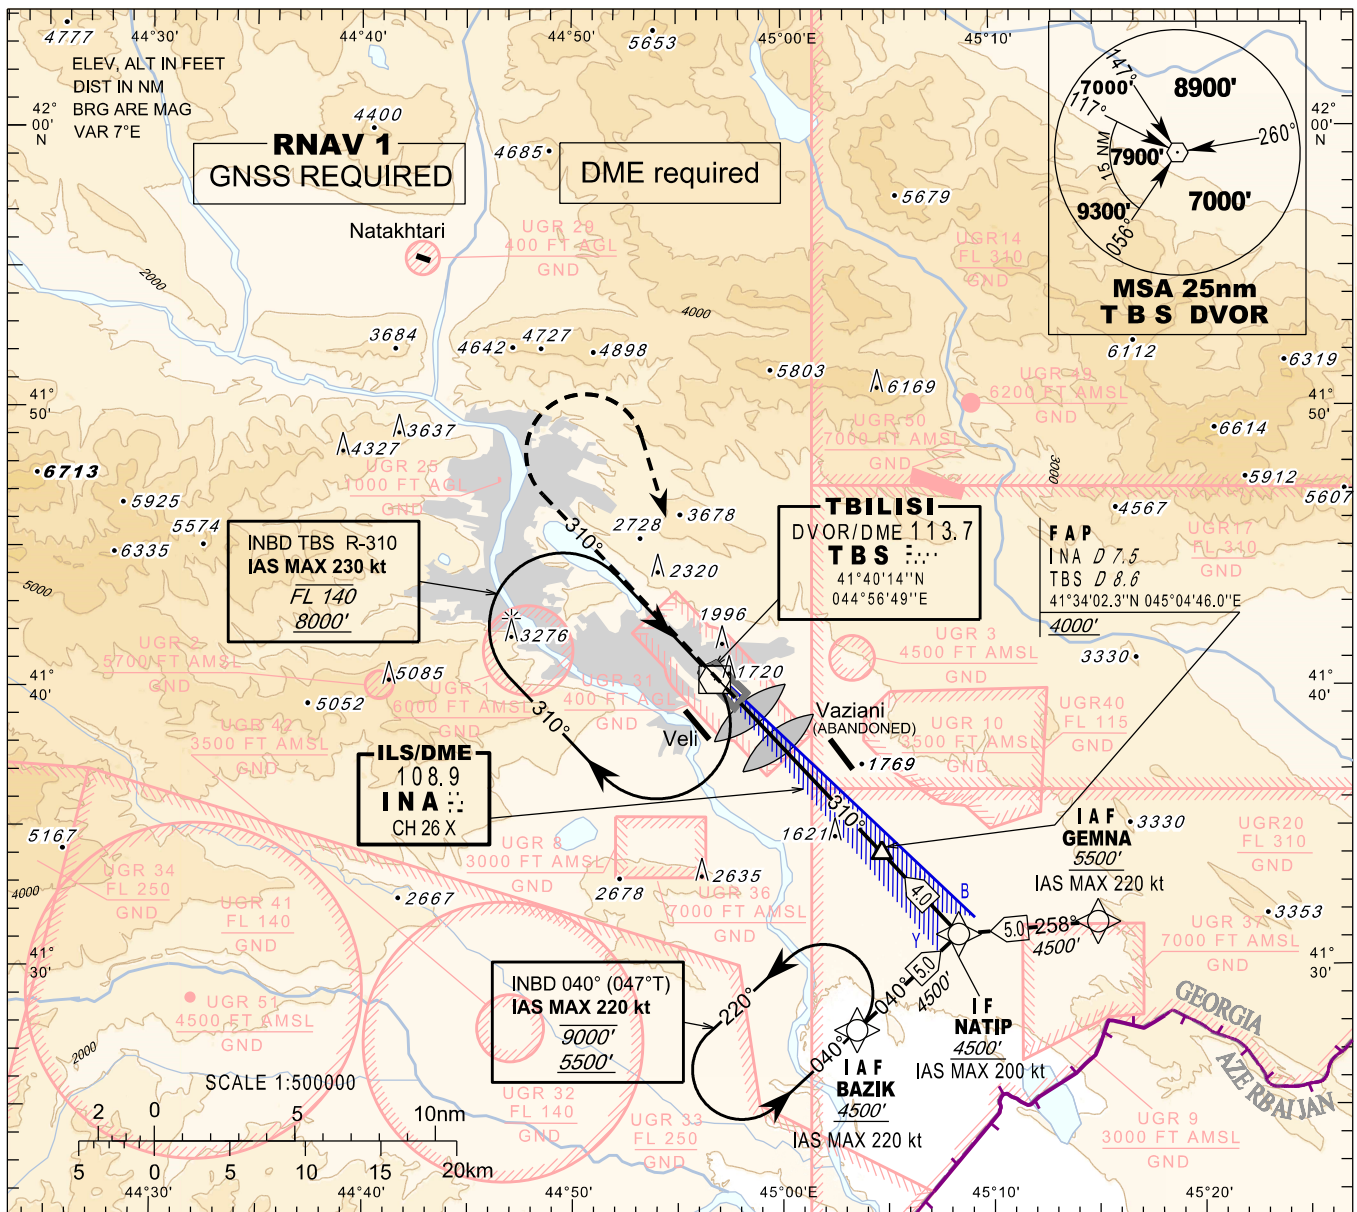 44°30'
44°40'
44°50'
45°00'E
45°10'
4777
5653
ELEV, ALT IN FEET
DIST IN NM
BRG ARE MAG
VAR 7°E
42°
00'
N
4400
4685
RNAV 1
GNSS REQUIRED
DME required
5679
147°
7000'
117°
8900'
260°
15 NM
7900'
9300'
056°
7000'
MSA 25nm
T B S DVOR
42°
00'
N
Natakhtari
UGR 29
400 FT AGL
GND
UGR14
FL 310
GND
2000
4000
3684
4642
4727
4898
5803
6169
6112
6319
UGR 49
6200 FT AMSL
GND
41°
50'
41°
50'
3637
4327
UGR 25
1000 FT AGL
GND
UGR 50
7000 FT AMSL
GND
6614
3000
5912
5607
6713
5925
5574
6335
5000
310°
2728
3678
2320
4567
UGR17
FL 310
GND
INBD TBS R-310
IAS MAX 230 kt
FL 140
8000'
TBILISI
DVOR/DME 113.7
TBS
41°40'14"N
044°56'49"E
F A P
I N A D 7.5
TBS D 8.6
41°34'02.3"N 045°04'46.0"E
4000'
1996
3276
1720
UGR 2
5700 FT AMSL
GND
5085
5052
UGR 1
6000 FT AMSL
GND
UGR 31
400 FT AGL
GND
UGR 3
4500 FT AMSL
GND
3330
41°
40'
41°
40'
UGR 42
3500 FT AMSL
GND
310°
Veli
Vaziani
(ABANDONED)
UGR 10
3500 FT AMSL
GND
UGR40
FL 115
GND
1769
ILS/DME
108.9
I N A
CH 26 X
310°
1621
I A F
GEMNA
5500'
IAS MAX 220 kt
3330
UGR20
FL 310
GND
5167
4000
UGR 34
FL 250
GND
UGR 8
3000 FT AMSL
GND
2678
2635
UGR 36
7000 FT AMSL
GND
2667
UGR 41
FL 140
GND
4.0
B
Y
5.0
258°
4500'
3353
UGR 37
7000 FT AMSL
GND
41°
30'
41°
30'
UGR 51
4500 FT AMSL
GND
INBD 040° (047°T)
IAS MAX 220 kt
9000'
5500'
220°
5.0
040°
4500'
040°
I F
NATIP
4500'
IAS MAX 200 kt
GEORGIA
AZERBAIJAN
2000
I A F
BAZIK
4500'
IAS MAX 220 kt
UGR 32
FL 140
GND
UGR 33
FL 250
GND
UGR 9
3000 FT AMSL
GND
SCALE 1:500000
2
0
5
10nm
5
0
5
10
15
20km
44°30'
44°40'
44°50'
45°00'E
45°10'
45°20'